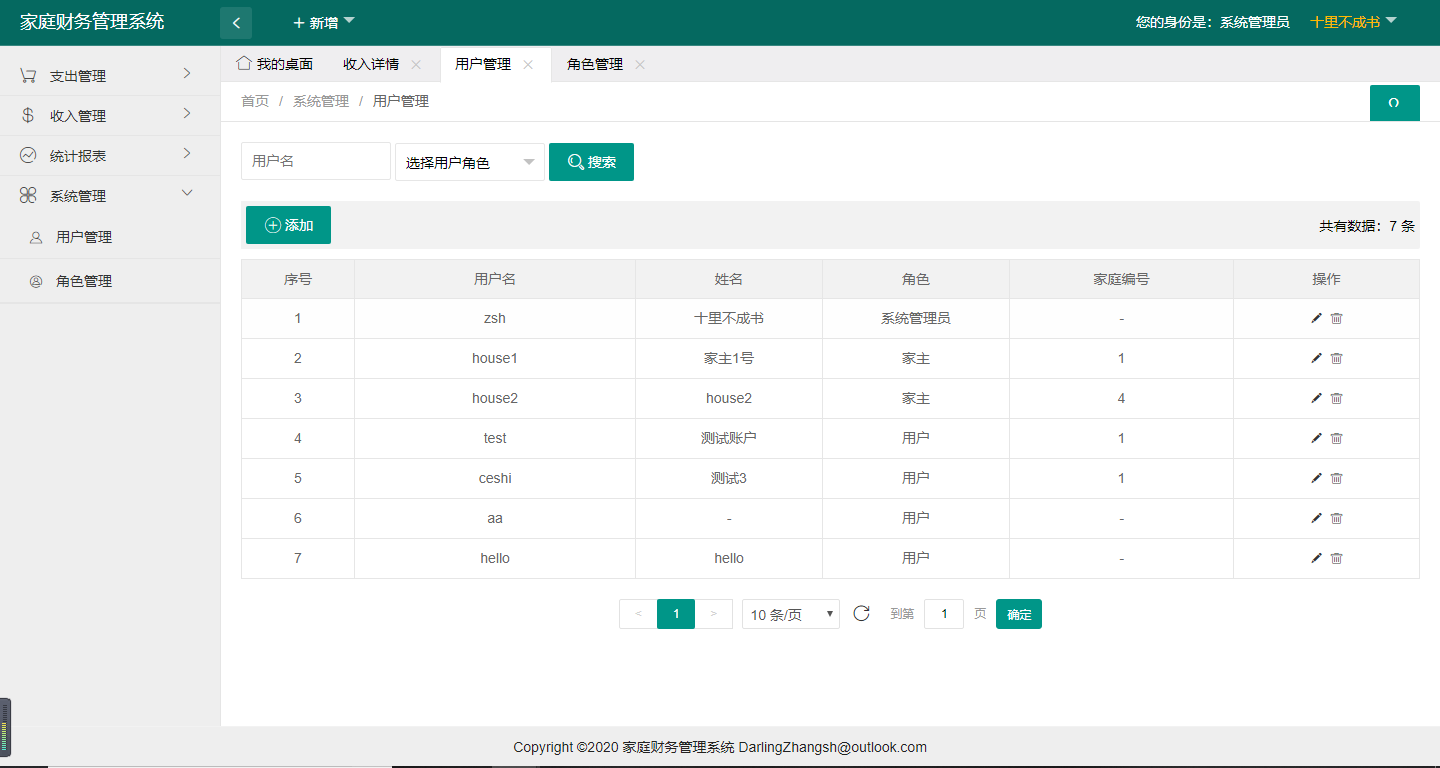 家庭财务管理系统 新增 您的身份是：系统管理员 十里不成书
支出管理
收入管理
统计报表
系统管理
用户管理
角色管理
我的桌面 收入详情 用户管理 角色管理
首页 / 系统管理 / 用户管理
用户名 选择用户角色 搜索
添加 共有数据：7 条
序号 用户名 姓名 角色 家庭编号 操作
1 zsh 十里不成书 系统管理员 -
2 house1 家主1号 家主 1
3 house2 house2 家主 4
4 test 测试账户 用户 1
5 ceshi 测试3 用户 1
6 aa - 用户 -
7 hello hello 用户 -
< 1 > 10 条/页 到第 1 页 确定
Copyright ©2020 家庭财务管理系统 DarlingZhangsh@outlook.com